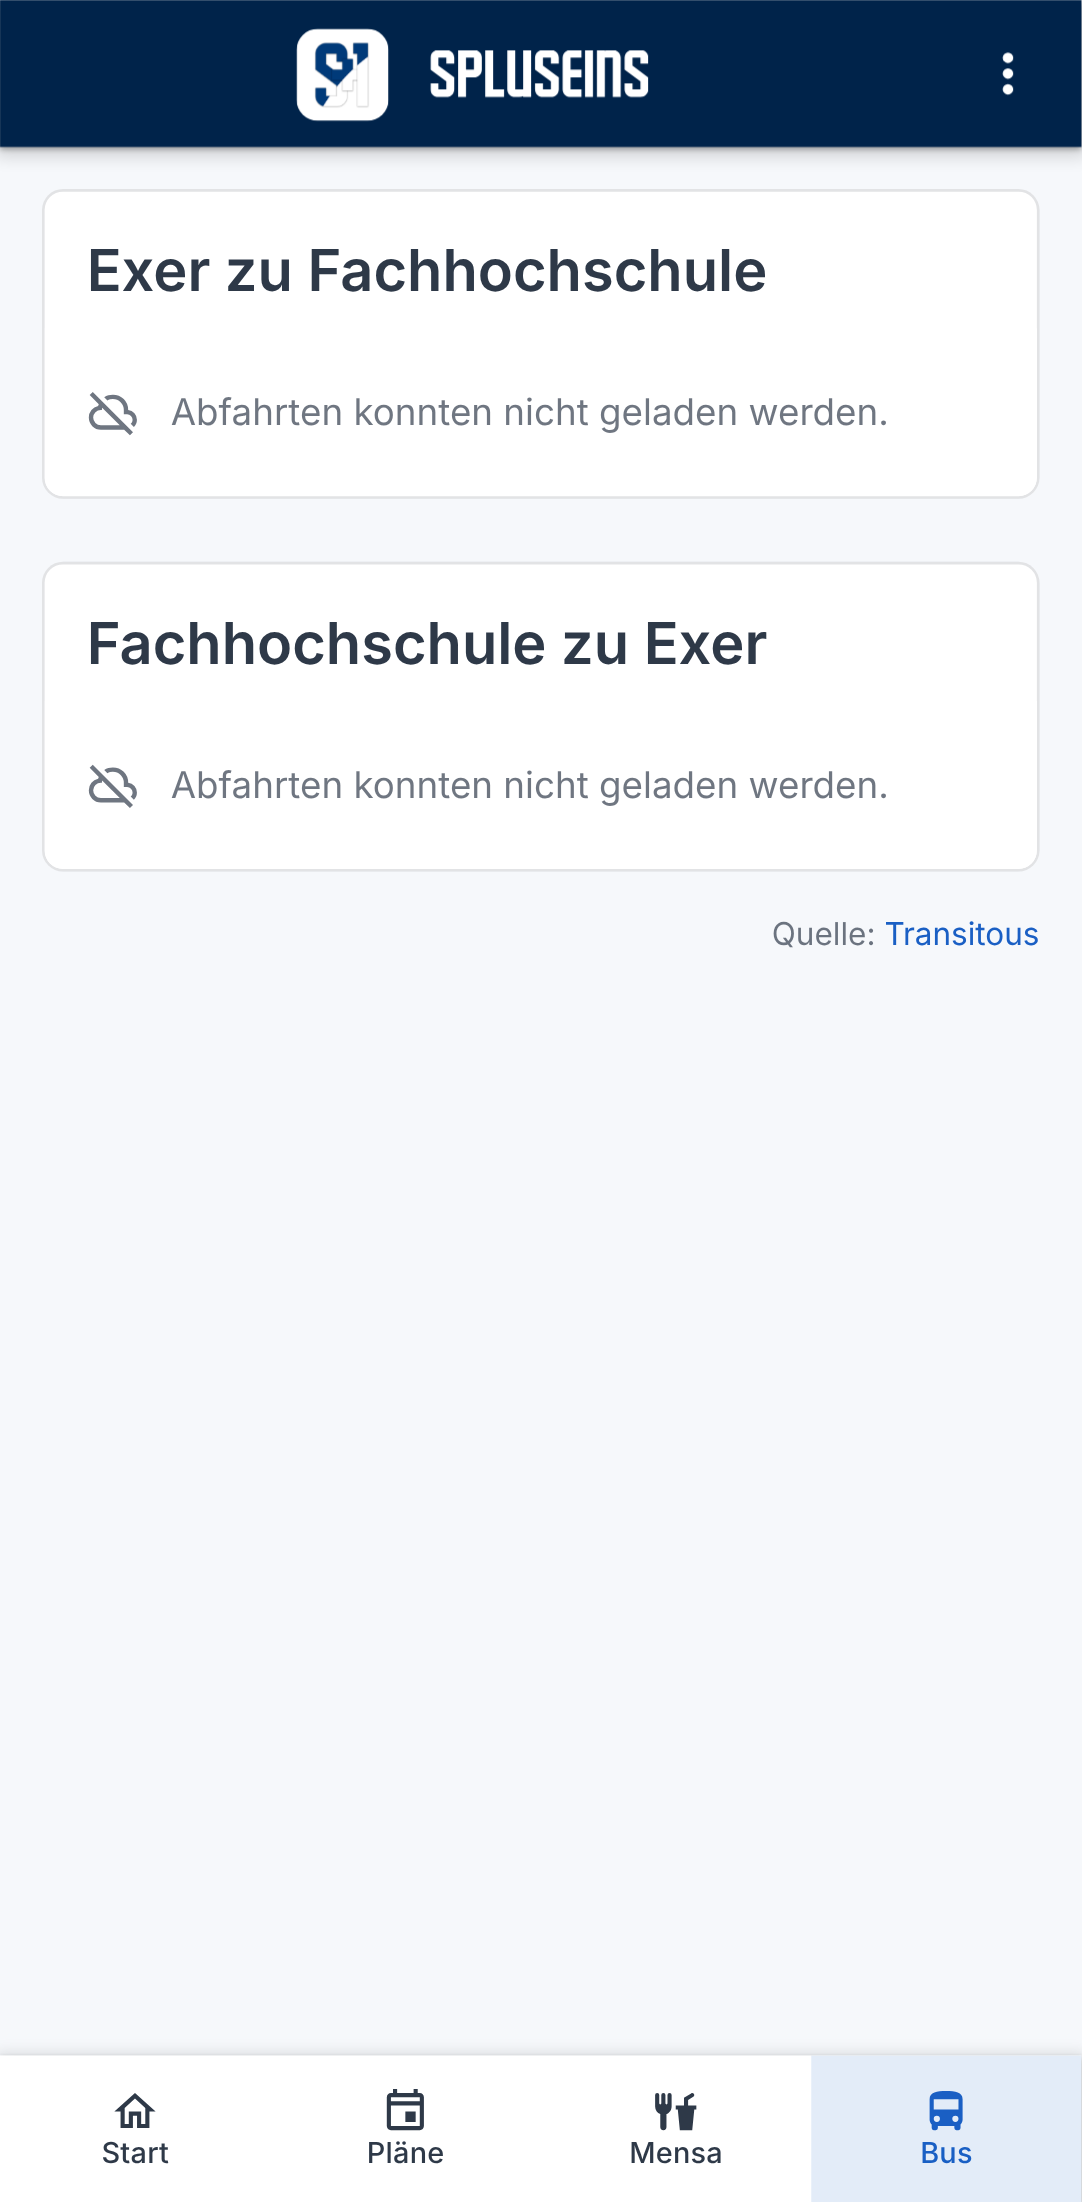 SPLUSEINS
Exer zu Fachhochschule
Abfahrten konnten nicht geladen werden.
Fachhochschule zu Exer
Abfahrten konnten nicht geladen werden.
Quelle: Transitous
Start
Pläne
Mensa
Bus